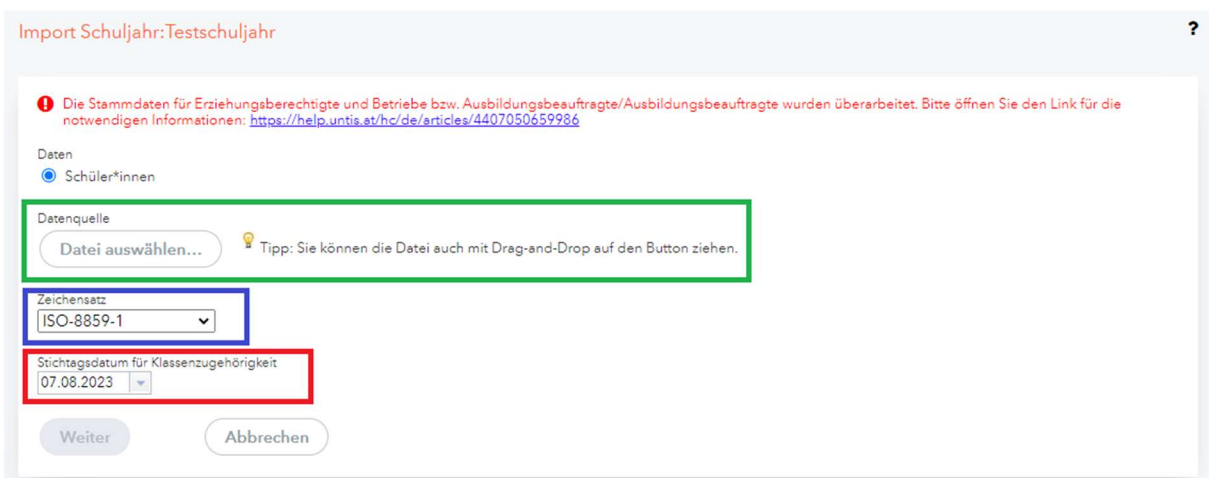 Import Schuljahr:Testschuljahr
?
Die Stammdaten für Erziehungsberechtigte und Betriebe bzw. Ausbildungsbeauftragte/Ausbildungsbeauftragte wurden überarbeitet. Bitte öffnen Sie den Link für die
notwendigen Informationen: https://help.untis.at/hc/de/articles/4407050659986
Daten
Schüler*innen
Datenquelle
Datei auswählen... Tipp: Sie können die Datei auch mit Drag-and-Drop auf den Button ziehen.
Zeichensatz
ISO-8859-1
Stichtagsdatum für Klassenzugehörigkeit
07.08.2023
Weiter Abbrechen